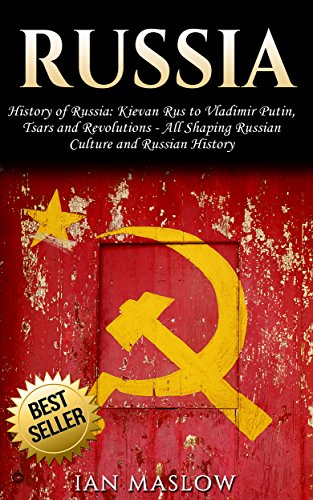 RUSSIA
History of Russia: Kievan Rus to Vladimir Putin,
Tsars and Revolutions - All Shaping Russian
Culture and Russian History
BEST
SELLER
IAN MASLOW